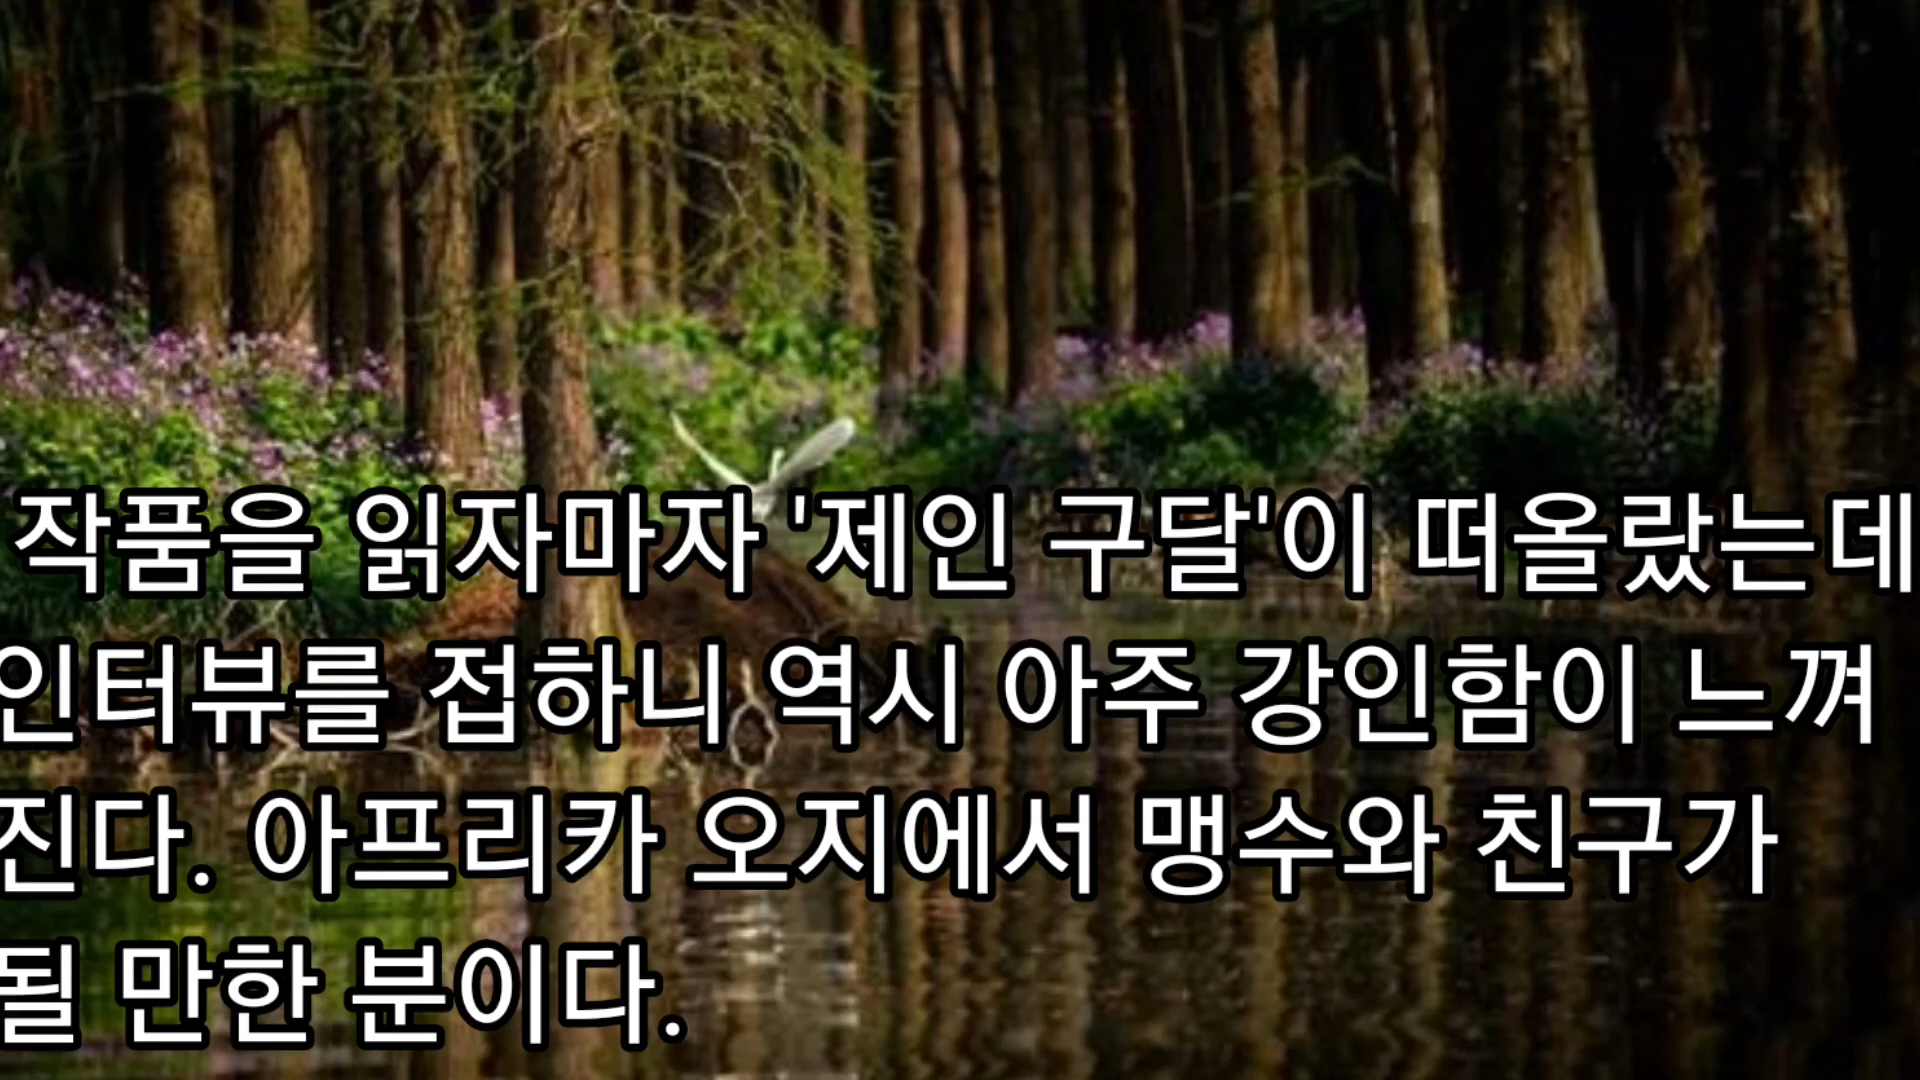 작품을 읽자마자 '제인 구달'이 떠올랐는데
인터뷰를 접하니 역시 아주 강인함이 느껴
진다. 아프리카 오지에서 맹수와 친구가
될 만한 분이다.